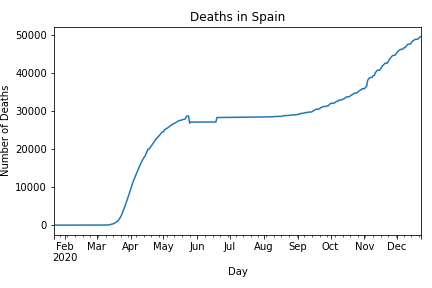 Deaths in Spain
Number of Deaths
50000
40000
30000
20000
10000
0
Feb Mar Apr May Jun Jul Aug Sep Oct Nov Dec
2020
Day